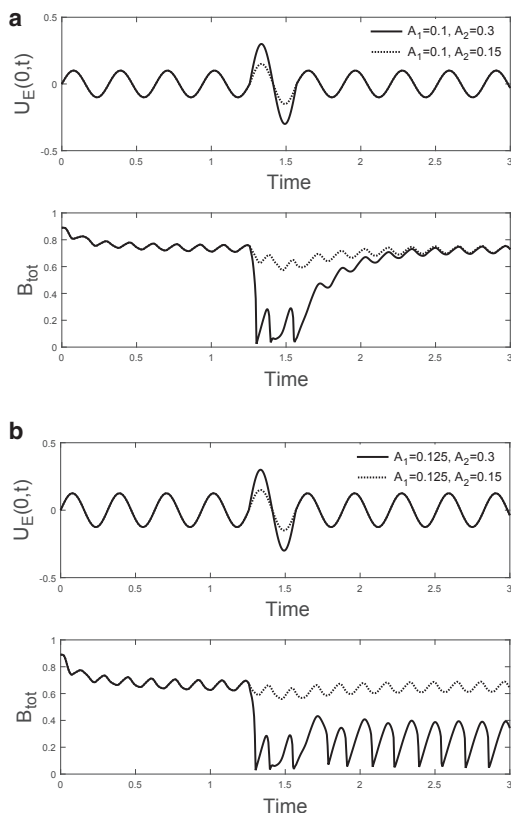 a
A1=0.1, A2=0.3
A1=0.1, A2=0.15
UE(0,t)
0.5
0
-0.5
0 0.5 1 1.5 2 2.5 3
Time
Btot
1
0.8
0.6
0.4
0.2
0
0 0.5 1 1.5 2 2.5 3
Time
b
A1=0.125, A2=0.3
A1=0.125, A2=0.15
UE(0,t)
0.5
0
-0.5
0 0.5 1 1.5 2 2.5 3
Time
Btot
1
0.8
0.6
0.4
0.2
0
0 0.5 1 1.5 2 2.5 3
Time